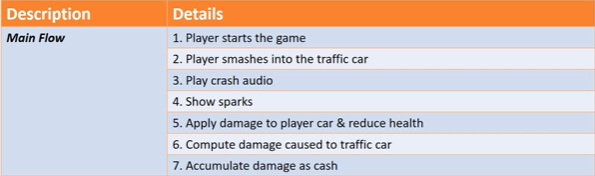 Description Details
Main Flow 1. Player starts the game
2. Player smashes into the traffic car
3. Play crash audio
4. Show sparks
5. Apply damage to player car & reduce health
6. Compute damage caused to traffic car
7. Accumulate damage as cash